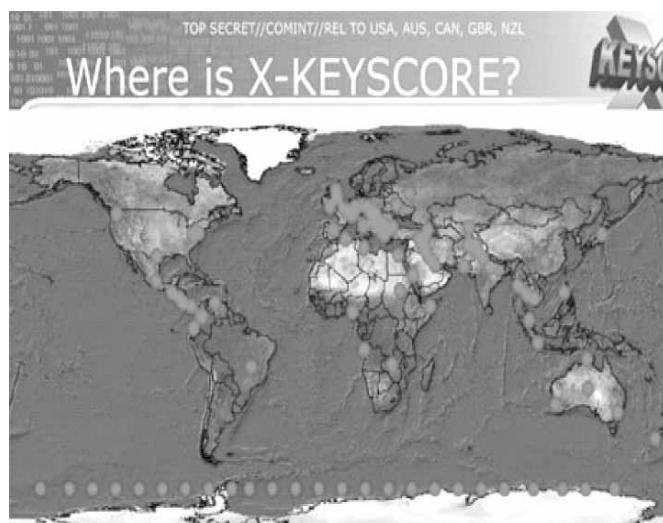 TOP SECRET//COMINT//REL TO USA, AUS, CAN, GBR, NZL
Where is X-KEYSCORE?